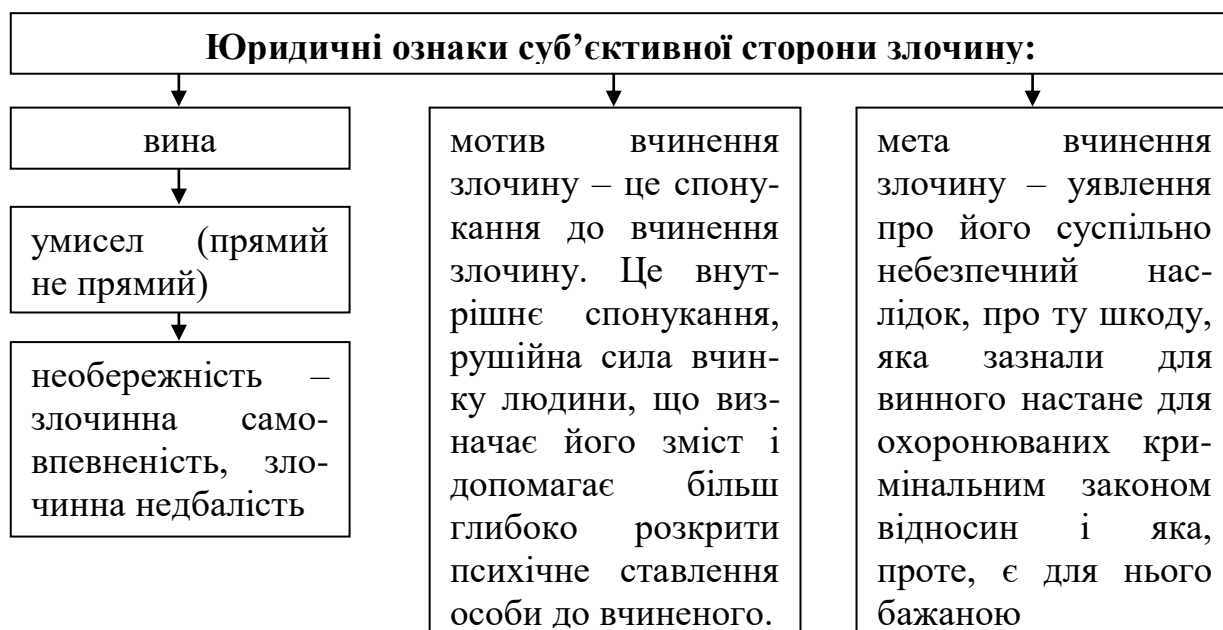 Юридичні ознаки суб’єктивної сторони злочину:
вина
умисел (прямий
не прямий)
необережність –
злочинна само-
впевненість, зло-
чинна недбалість
мотив вчинення
злочину – це спону-
кання до вчинення
злочину. Це внут-
рішнє спонукання,
рушійна сила вчин-
ку людини, що виз-
начає його зміст і
допомагає більш
глибоко розкрити
психічне ставлення
особи до вчиненого.
мета вчинення
злочину – уявлення
про його суспільно
небезпечний нас-
лідок, про ту шкоду,
яка зазнали для
винного настане для
охоронюваних кри-
мінальним законом
відносин і яка,
проте, є для нього
бажаною